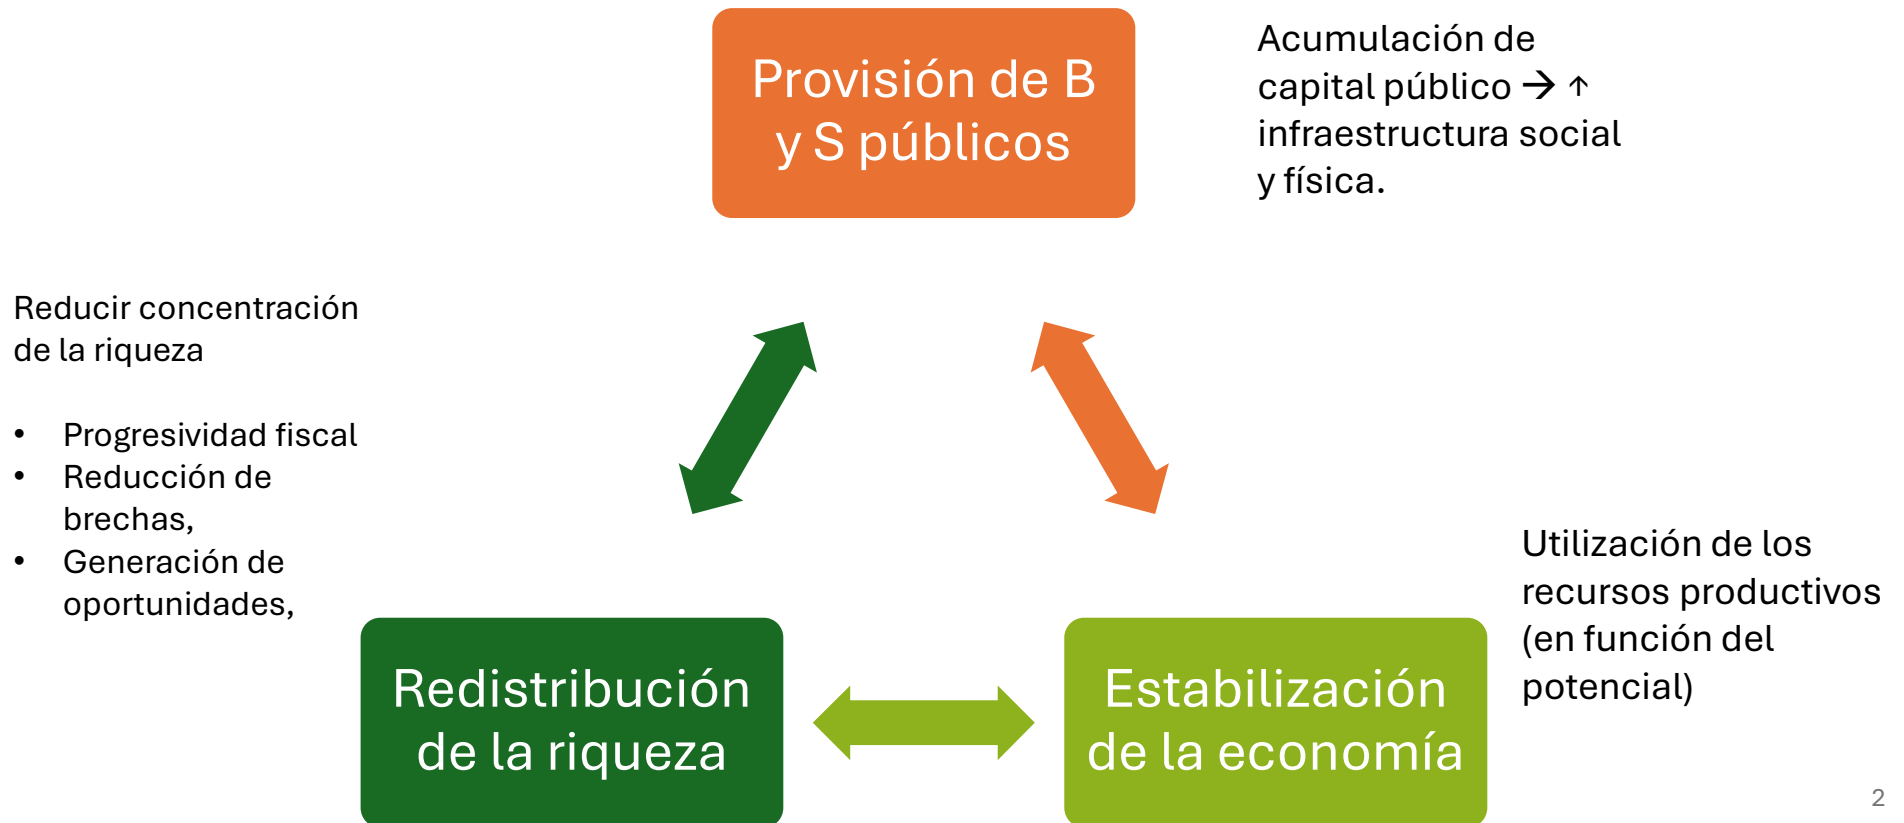 Provisión de B
y S públicos
Acumulación de
capital público → ↑
infraestructura social
y física.
Reducir concentración
de la riqueza
• Progresividad fiscal
• Reducción de
brechas,
• Generación de
oportunidades,
Utilización de los
recursos productivos
(en función del
potencial)
Redistribución
de la riqueza
Estabilización
de la economía
2